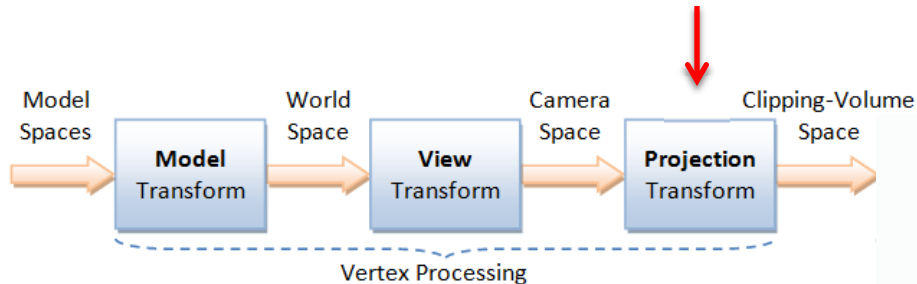 Model
Spaces
Model
Transform
World
Space
View
Transform
Camera
Space
Projection
Transform
Clipping-Volume
Space
Vertex Processing